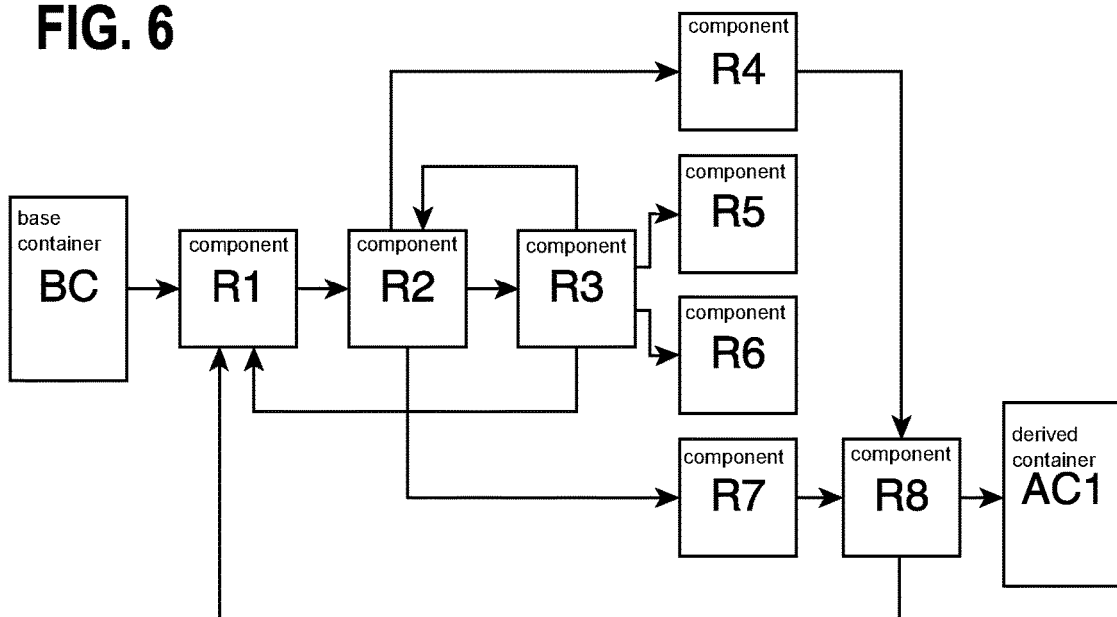 FIG. 6
component
R4
component
R5
base
container
BC
component
R1
component
R2
component
R3
component
R6
component
R7
component
R8
derived
container
AC1